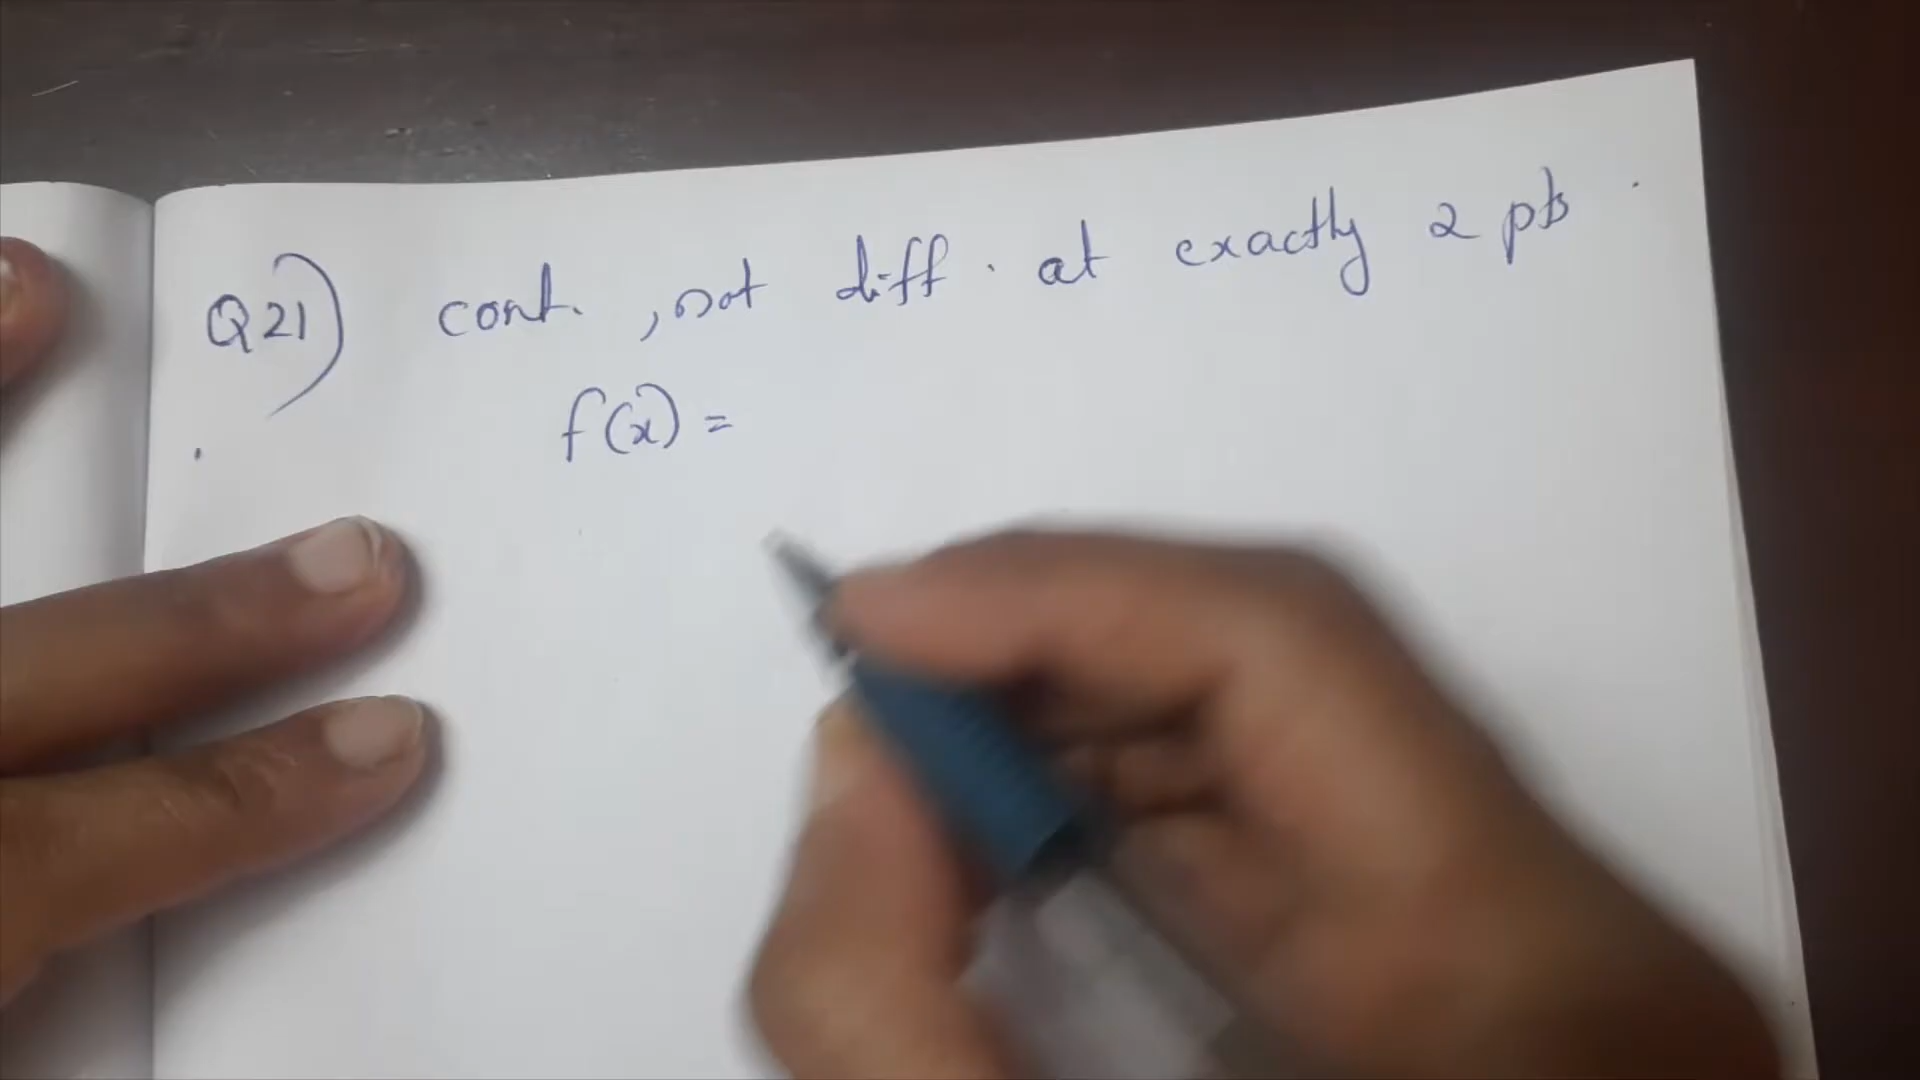 Q21) cont. , not diff. at exactly 2 pts.
f(x) =